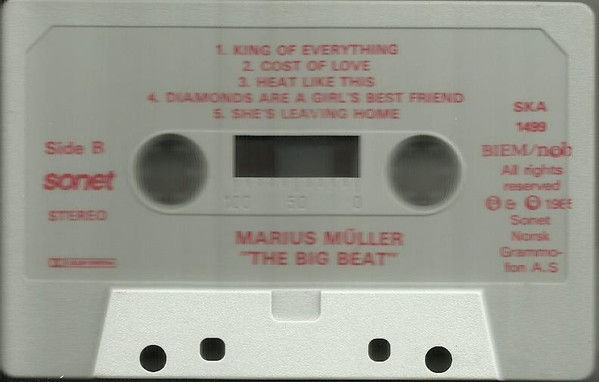 1. KING OF EVERYTHING
2. COST OF LOVE
3. HEAT LIKE THIS
4. DIAMONDS ARE A GIRL'S BEST FRIEND
5. SHE'S LEAVING HOME
Side B
sonet
STEREO
100 50 0
SKA
1499
BIEM/nob
All rights
reserved
℗ & © 1985
Sonet
Norsk
Grammo-
fon A.S
MARIUS MÜLLER
"THE BIG BEAT"